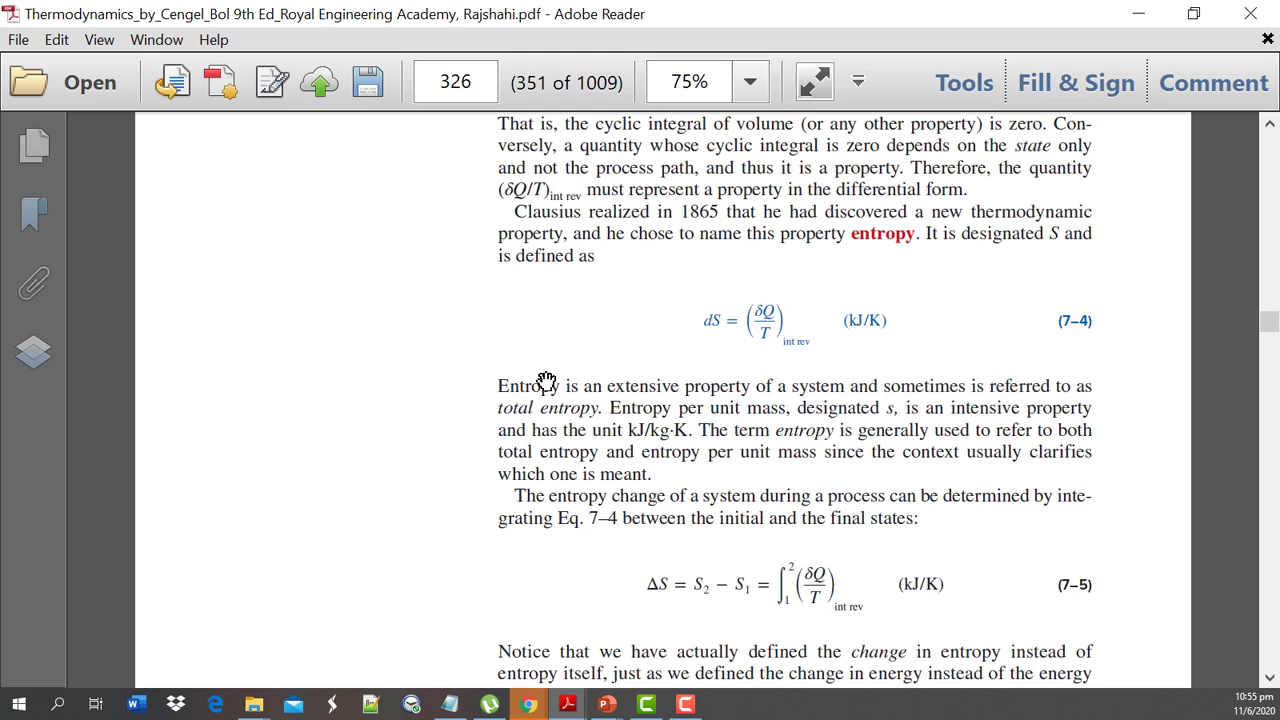 Thermodynamics_by_Cengel_Bol 9th Ed_Royal Engineering Academy, Rajshahi.pdf - Adobe Reader
File Edit View Window Help
Open 326 (351 of 1009) 75% Tools Fill & Sign Comment
That is, the cyclic integral of volume (or any other property) is zero. Con-
versely, a quantity whose cyclic integral is zero depends on the state only
and not the process path, and thus it is a property. Therefore, the quantity
(δQ/T)int rev must represent a property in the differential form.
Clausius realized in 1865 that he had discovered a new thermodynamic
property, and he chose to name this property entropy. It is designated S and
is defined as
dS = (δQ/T)int rev (kJ/K) (7–4)
Entropy is an extensive property of a system and sometimes is referred to as
total entropy. Entropy per unit mass, designated s, is an intensive property
and has the unit kJ/kg·K. The term entropy is generally used to refer to both
total entropy and entropy per unit mass since the context usually clarifies
which one is meant.
The entropy change of a system during a process can be determined by inte-
grating Eq. 7–4 between the initial and the final states:
ΔS = S2 − S1 = ∫12 (δQ/T)int rev (kJ/K) (7–5)
Notice that we have actually defined the change in entropy instead of
entropy itself, just as we defined the change in energy instead of the energy
10:55 pm
11/6/2020